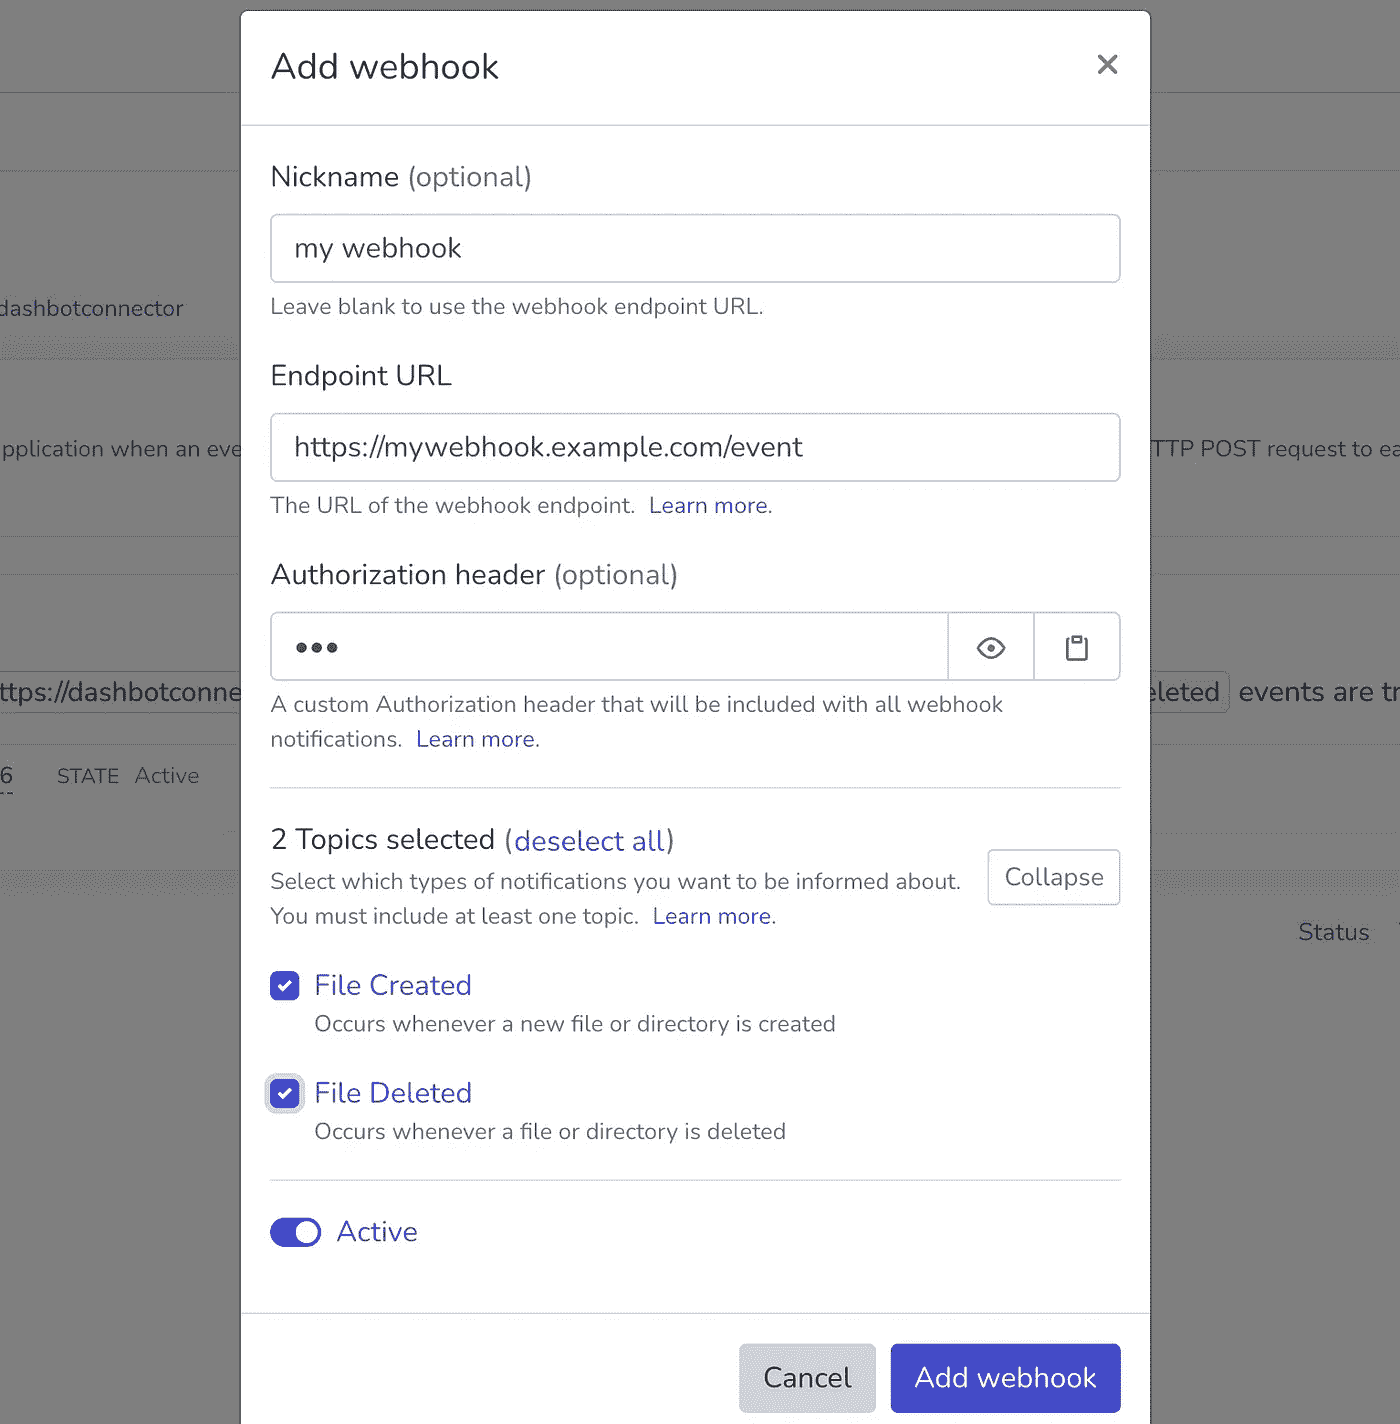 Add webhook
Nickname (optional)
my webhook
Leave blank to use the webhook endpoint URL.
dashbotconnector
Endpoint URL
pplication when an eve
TTP POST request to ea
https://mywebhook.example.com/event
The URL of the webhook endpoint. Learn more.
Authorization header (optional)
•••
ttps://dashbotconne
eleted events are tr
A custom Authorization header that will be included with all webhook
notifications. Learn more.
6 STATE Active
2 Topics selected (deselect all)
Select which types of notifications you want to be informed about.
You must include at least one topic. Learn more.
Collapse
Status
File Created
Occurs whenever a new file or directory is created
File Deleted
Occurs whenever a file or directory is deleted
Active
Cancel
Add webhook